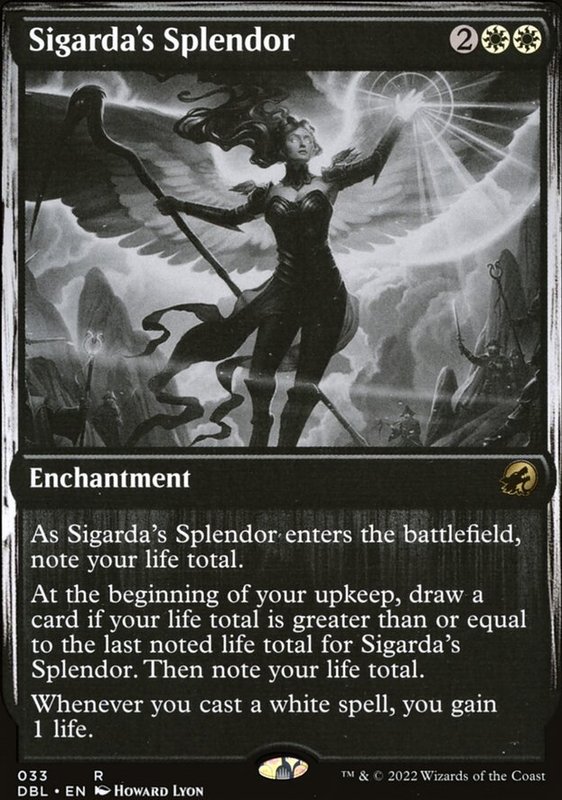 Sigarda's Splendor 2
Enchantment
As Sigarda's Splendor enters the battlefield,
note your life total.
At the beginning of your upkeep, draw a
card if your life total is greater than or equal
to the last noted life total for Sigarda's
Splendor. Then note your life total.
Whenever you cast a white spell, you gain
1 life.
033 R
DBL • EN Howard Lyon
™ & © 2022 Wizards of the Coast